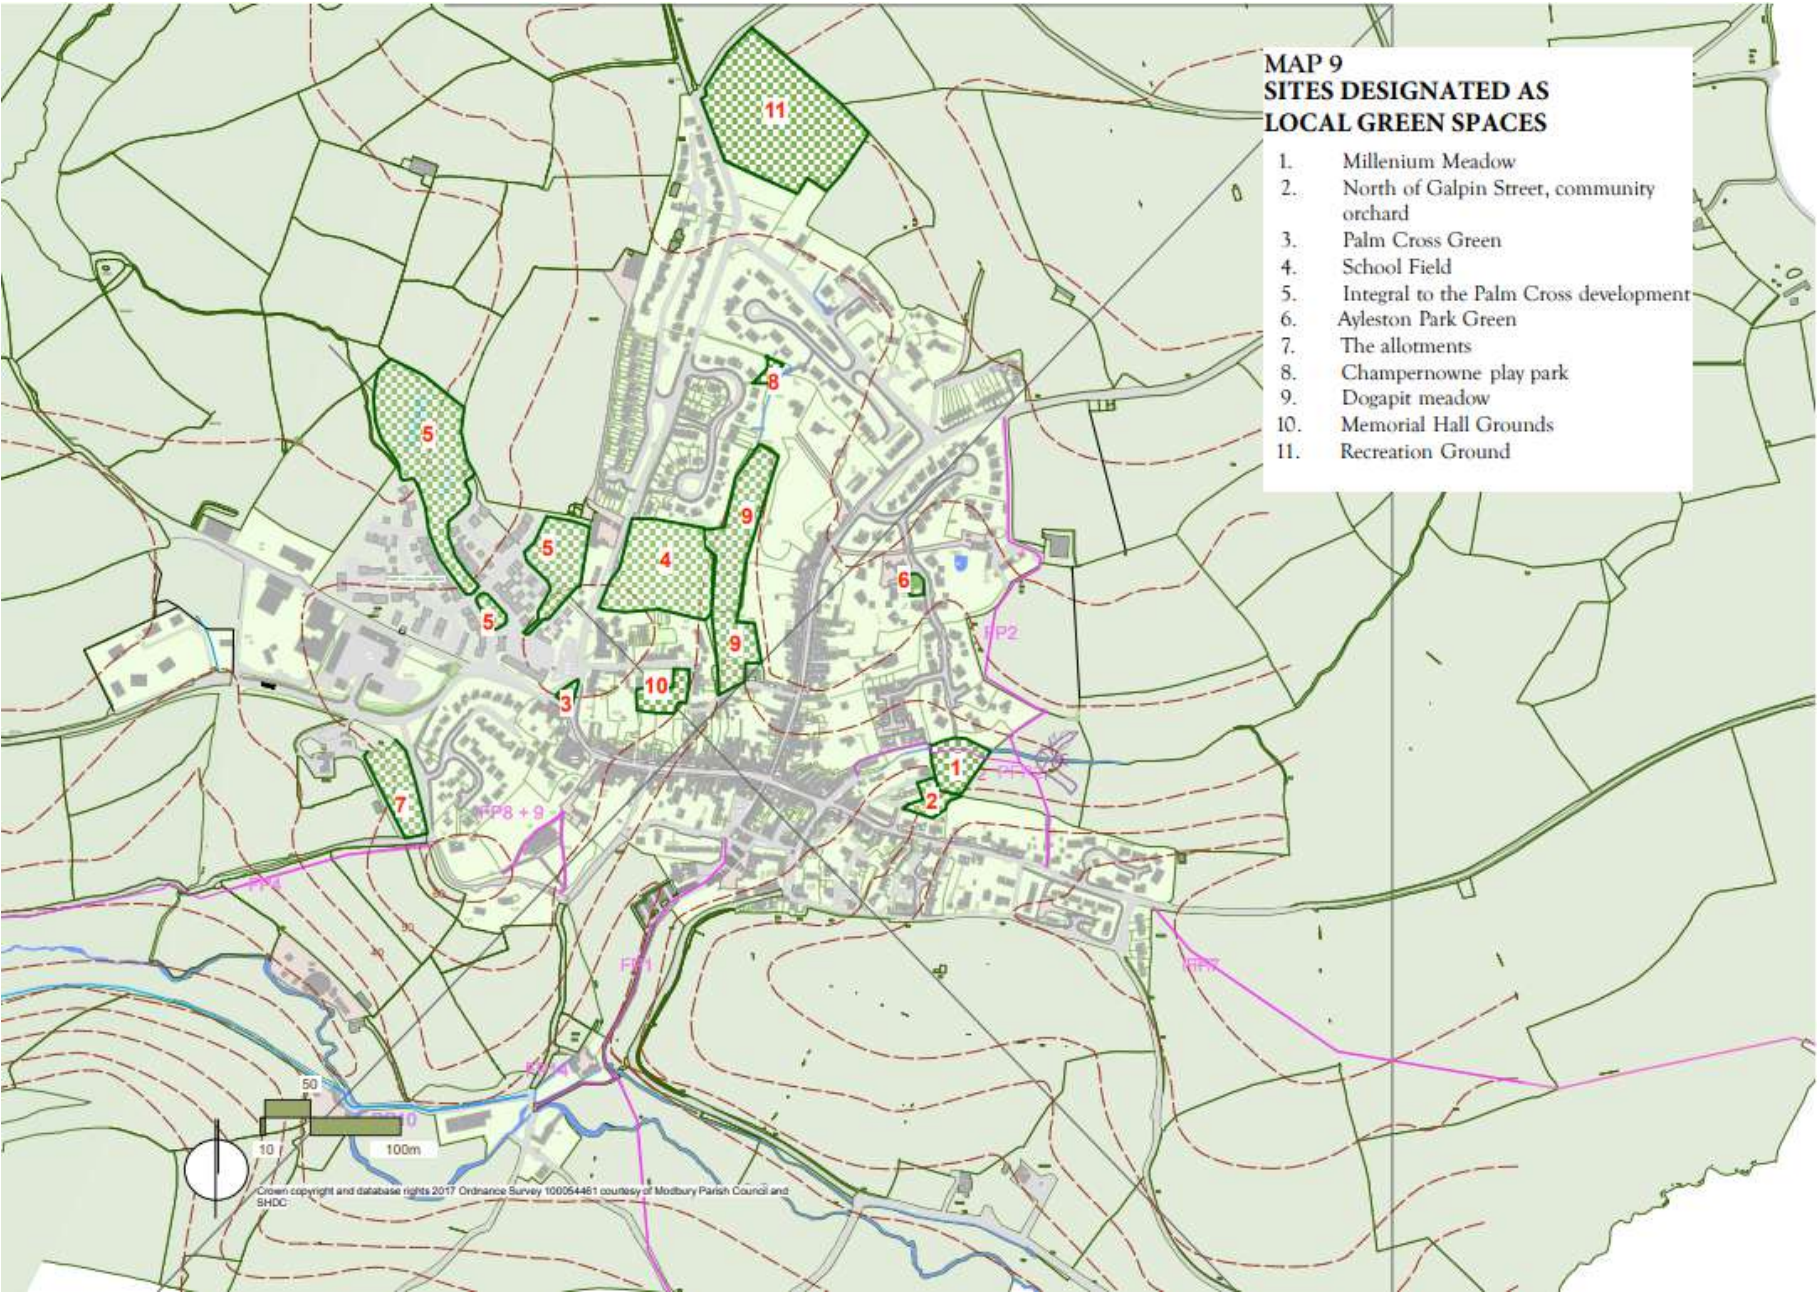 MAP 9
SITES DESIGNATED AS
LOCAL GREEN SPACES
1. Millenium Meadow
2. North of Galpin Street, community
orchard
3. Palm Cross Green
4. School Field
5. Integral to the Palm Cross development
6. Ayleston Park Green
7. The allotments
8. Champernowne play park
9. Dogapit meadow
10. Memorial Hall Grounds
11. Recreation Ground
11
8
5
9
5
4
6
5
9
FP2
10
3
1
2
7
FP4
50
10
100m
Crown copyright and database rights 2017 Ordnance Survey 100054461 courtesy of Modbury Parish Council and
SHDC